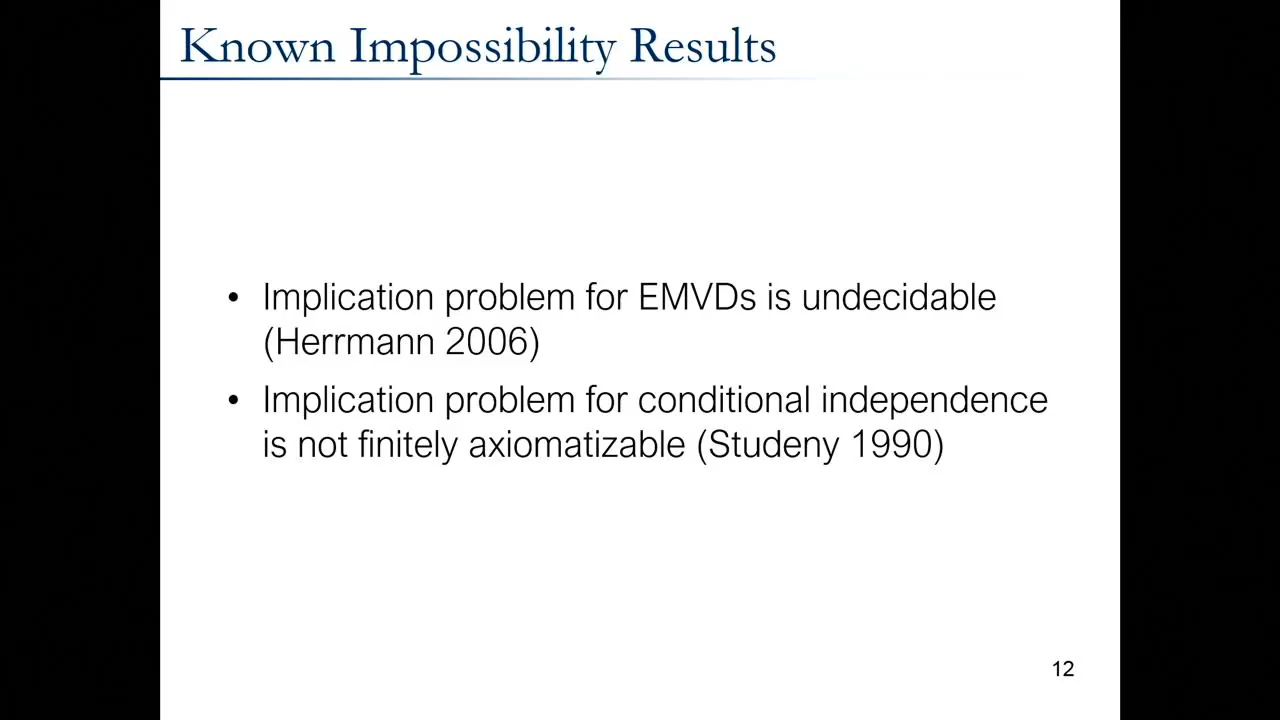 Known Impossibility Results
• Implication problem for EMVDs is undecidable
(Herrmann 2006)
• Implication problem for conditional independence
is not finitely axiomatizable (Studeny 1990)
12